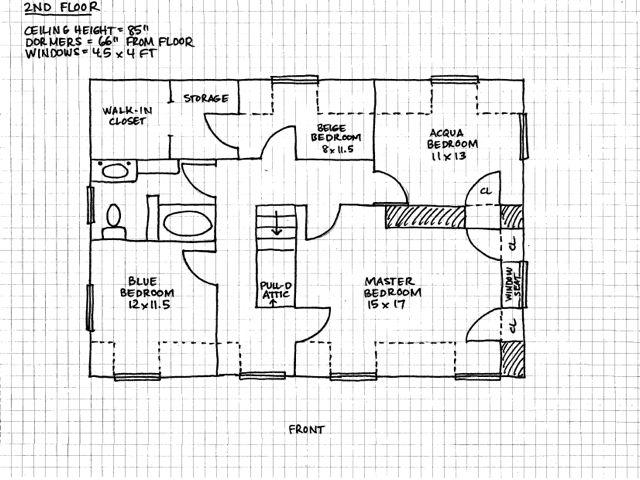 2ND FLOOR
CEILING HEIGHT = 85"
DORMERS = 66" FROM FLOOR
WINDOWS = 4.5 x 4 FT
WALK-IN
CLOSET
STORAGE
BEIGE
BEDROOM
8 x 11.5
ACQUA
BEDROOM
11 x 13
CL
CL
BLUE
BEDROOM
12 x 11.5
PULL-D
ATTIC
MASTER
BEDROOM
15 x 17
WINDOW
SEAT
CL
FRONT